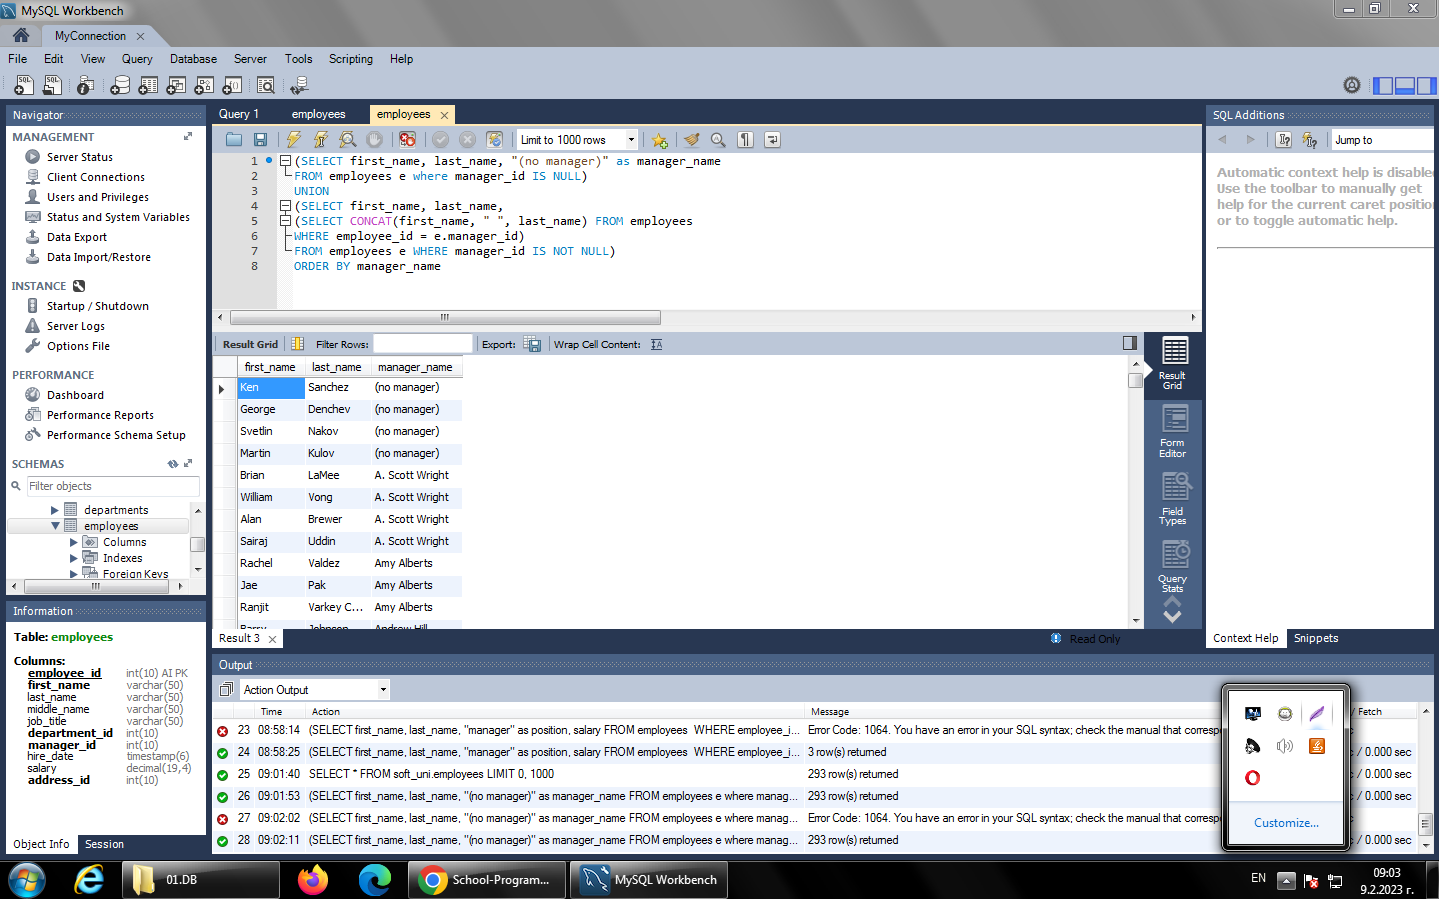 MySQL Workbench
MyConnection
File Edit View Query Database Server Tools Scripting Help
Navigator
MANAGEMENT
Server Status
Client Connections
Users and Privileges
Status and System Variables
Data Export
Data Import/Restore
INSTANCE
Startup / Shutdown
Server Logs
Options File
PERFORMANCE
Dashboard
Performance Reports
Performance Schema Setup
SCHEMAS
Filter objects
departments
employees
Columns
Indexes
Foreign Keys
Information
Table: employees
Columns:
employee_id int(10) AI PK
first_name varchar(50)
last_name varchar(50)
middle_name varchar(50)
job_title varchar(50)
department_id int(10)
manager_id int(10)
hire_date timestamp(6)
salary decimal(19,4)
address_id int(10)
Object Info Session
Query 1 employees employees
Limit to 1000 rows
1 (SELECT first_name, last_name, "(no manager)" as manager_name
2 FROM employees e where manager_id IS NULL)
3 UNION
4 (SELECT first_name, last_name,
5 (SELECT CONCAT(first_name, " ", last_name) FROM employees
6 WHERE employee_id = e.manager_id)
7 FROM employees e WHERE manager_id IS NOT NULL)
8 ORDER BY manager_name
Result Grid Filter Rows: Export: Wrap Cell Content:
first_name last_name manager_name
Ken Sanchez (no manager)
George Denchev (no manager)
Svetlin Nakov (no manager)
Martin Kulov (no manager)
Brian LaMee A. Scott Wright
William Vong A. Scott Wright
Alan Brewer A. Scott Wright
Sairaj Uddin A. Scott Wright
Rachel Valdez Amy Alberts
Jae Pak Amy Alberts
Ranjit Varkey C... Amy Alberts
Barry Johnson Andrew Hill
Result
Grid
Form
Editor
Field
Types
Query
Stats
Result 3
Read Only
SQL Additions
Jump to
Automatic context help is disable
Use the toolbar to manually get
help for the current caret position
or to toggle automatic help.
Context Help Snippets
Output
Action Output
Time Action Message / Fetch
23 08:58:14 (SELECT first_name, last_name, "manager" as position, salary FROM employees WHERE employee_i... Error Code: 1064. You have an error in your SQL syntax; check the manual that corresp
24 08:58:25 (SELECT first_name, last_name, "manager" as position, salary FROM employees WHERE employee_i... 3 row(s) returned / 0.000 sec
25 09:01:40 SELECT * FROM soft_uni.employees LIMIT 0, 1000 293 row(s) returned / 0.000 sec
26 09:01:53 (SELECT first_name, last_name, "(no manager)" as manager_name FROM employees e where manag... 293 row(s) returned / 0.000 sec
27 09:02:02 (SELECT first_name, last_name, "(no manager)" as manager_name FROM employees e where manag... Error Code: 1064. You have an error in your SQL syntax; check the manual that corresp
28 09:02:11 (SELECT first_name, last_name, "(no manager)" as manager_name FROM employees e where manag... 293 row(s) returned / 0.000 sec
Customize...
01.DB
School-Program...
MySQL Workbench
EN
09:03
9.2.2023 г.